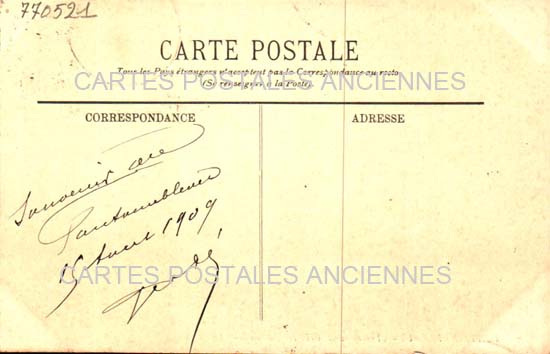 770521
CARTE POSTALE
Tous les Pays étrangers n'acceptent pas la Correspondance au recto
(Se renseigner à la Poste)
CARTES POSTALES ANCIENNES
CORRESPONDANCE
ADRESSE
Souvenir de
Fontainebleau
15 Aout 1909
CARTES POSTALES ANCIENNES